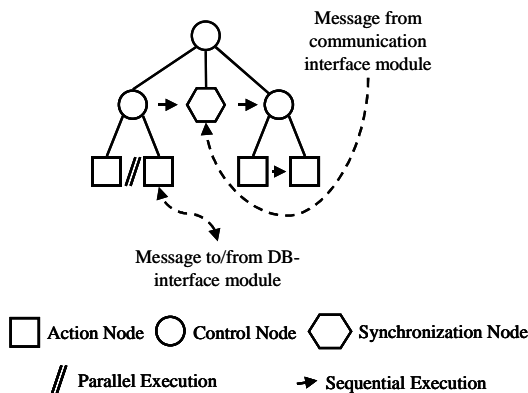 Message from
communication
interface module
Message to/from DB-
interface module
Action Node
Control Node
Synchronization Node
Parallel Execution
Sequential Execution